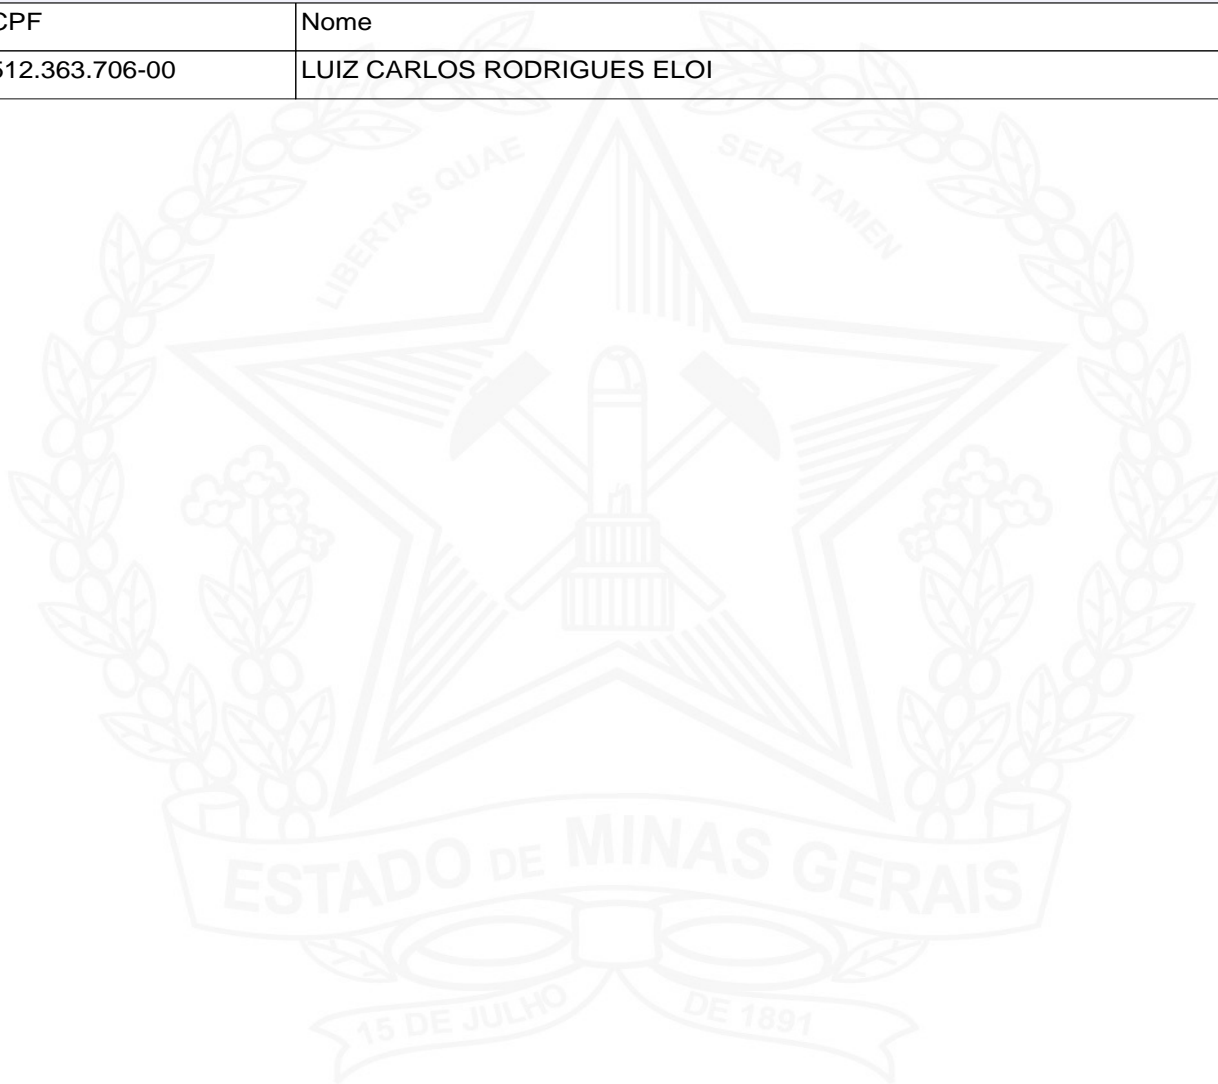 CPF Nome
512.363.706-00 LUIZ CARLOS RODRIGUES ELOI
LIBERTAS QUAE SERA TAMEN
ESTADO DE MINAS GERAIS
15 DE JULHO DE 1891